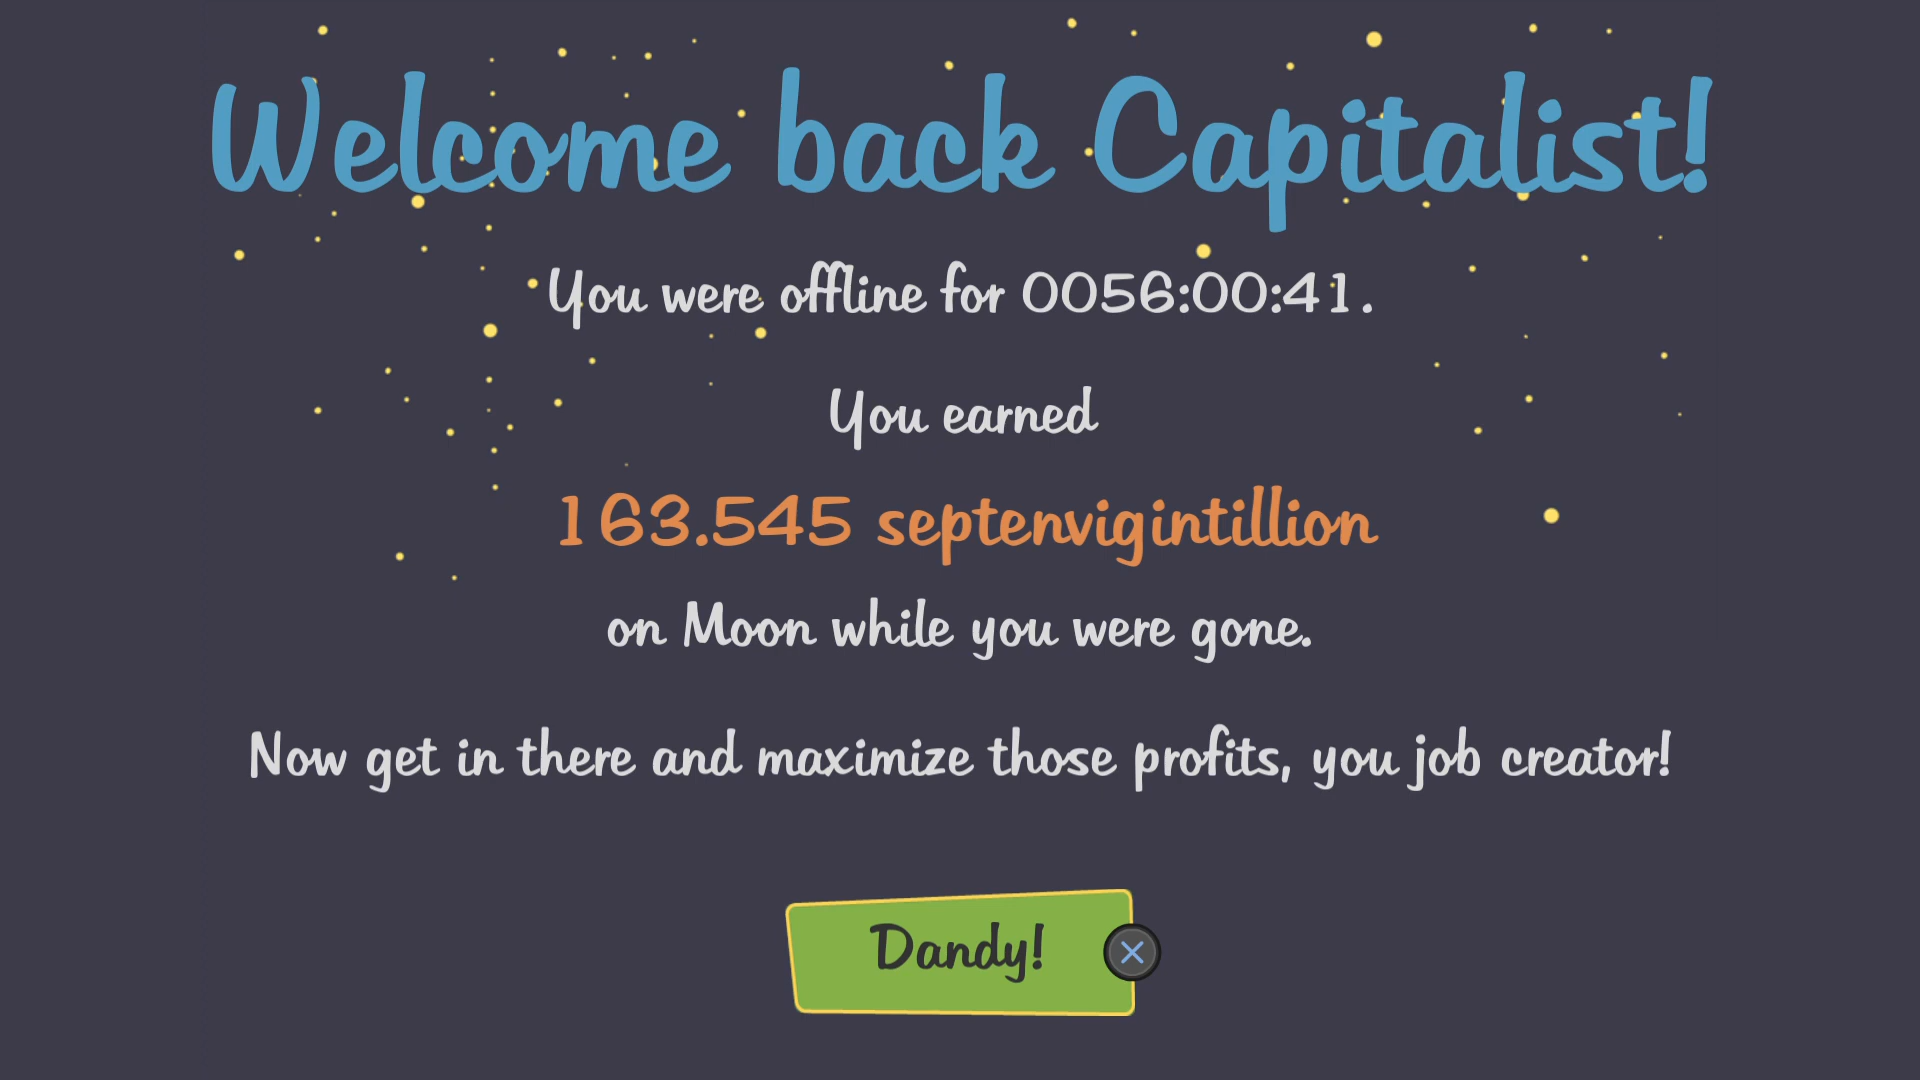 Welcome back Capitalist!
You were offline for 0056:00:41.
You earned
163.545 septenvigintillion
on Moon while you were gone.
Now get in there and maximize those profits, you job creator!
Dandy!